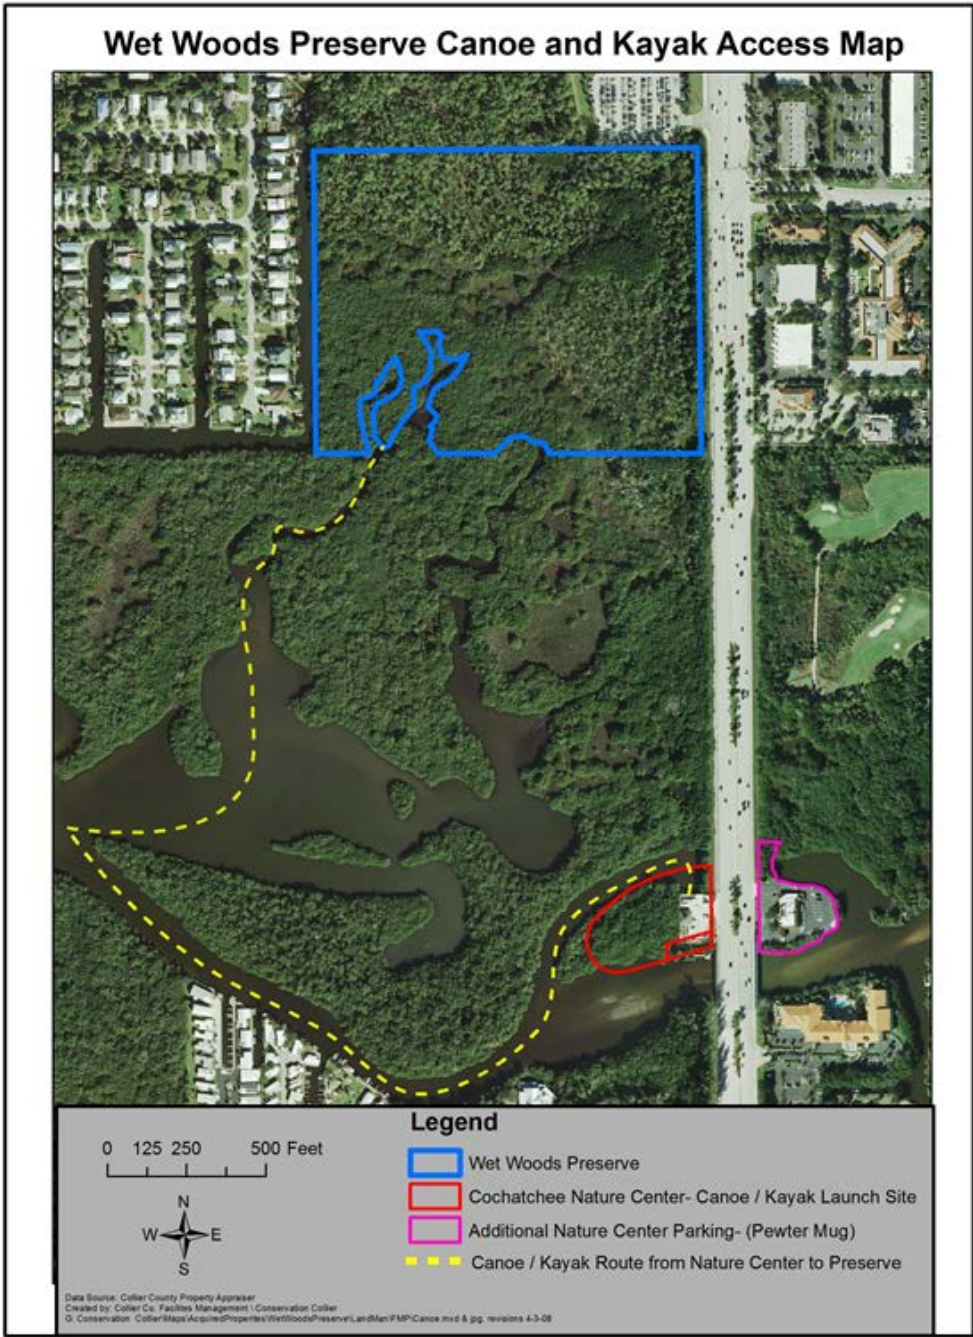 Wet Woods Preserve Canoe and Kayak Access Map
Legend
0 125 250 500 Feet
Wet Woods Preserve
Cochatchee Nature Center- Canoe / Kayak Launch Site
Additional Nature Center Parking- (Pewter Mug)
Canoe / Kayak Route from Nature Center to Preserve
N
W E
S
Data Source: Collier County Property Appraiser
Created by: Collier Co. Facilites Management \ Conservation Collier